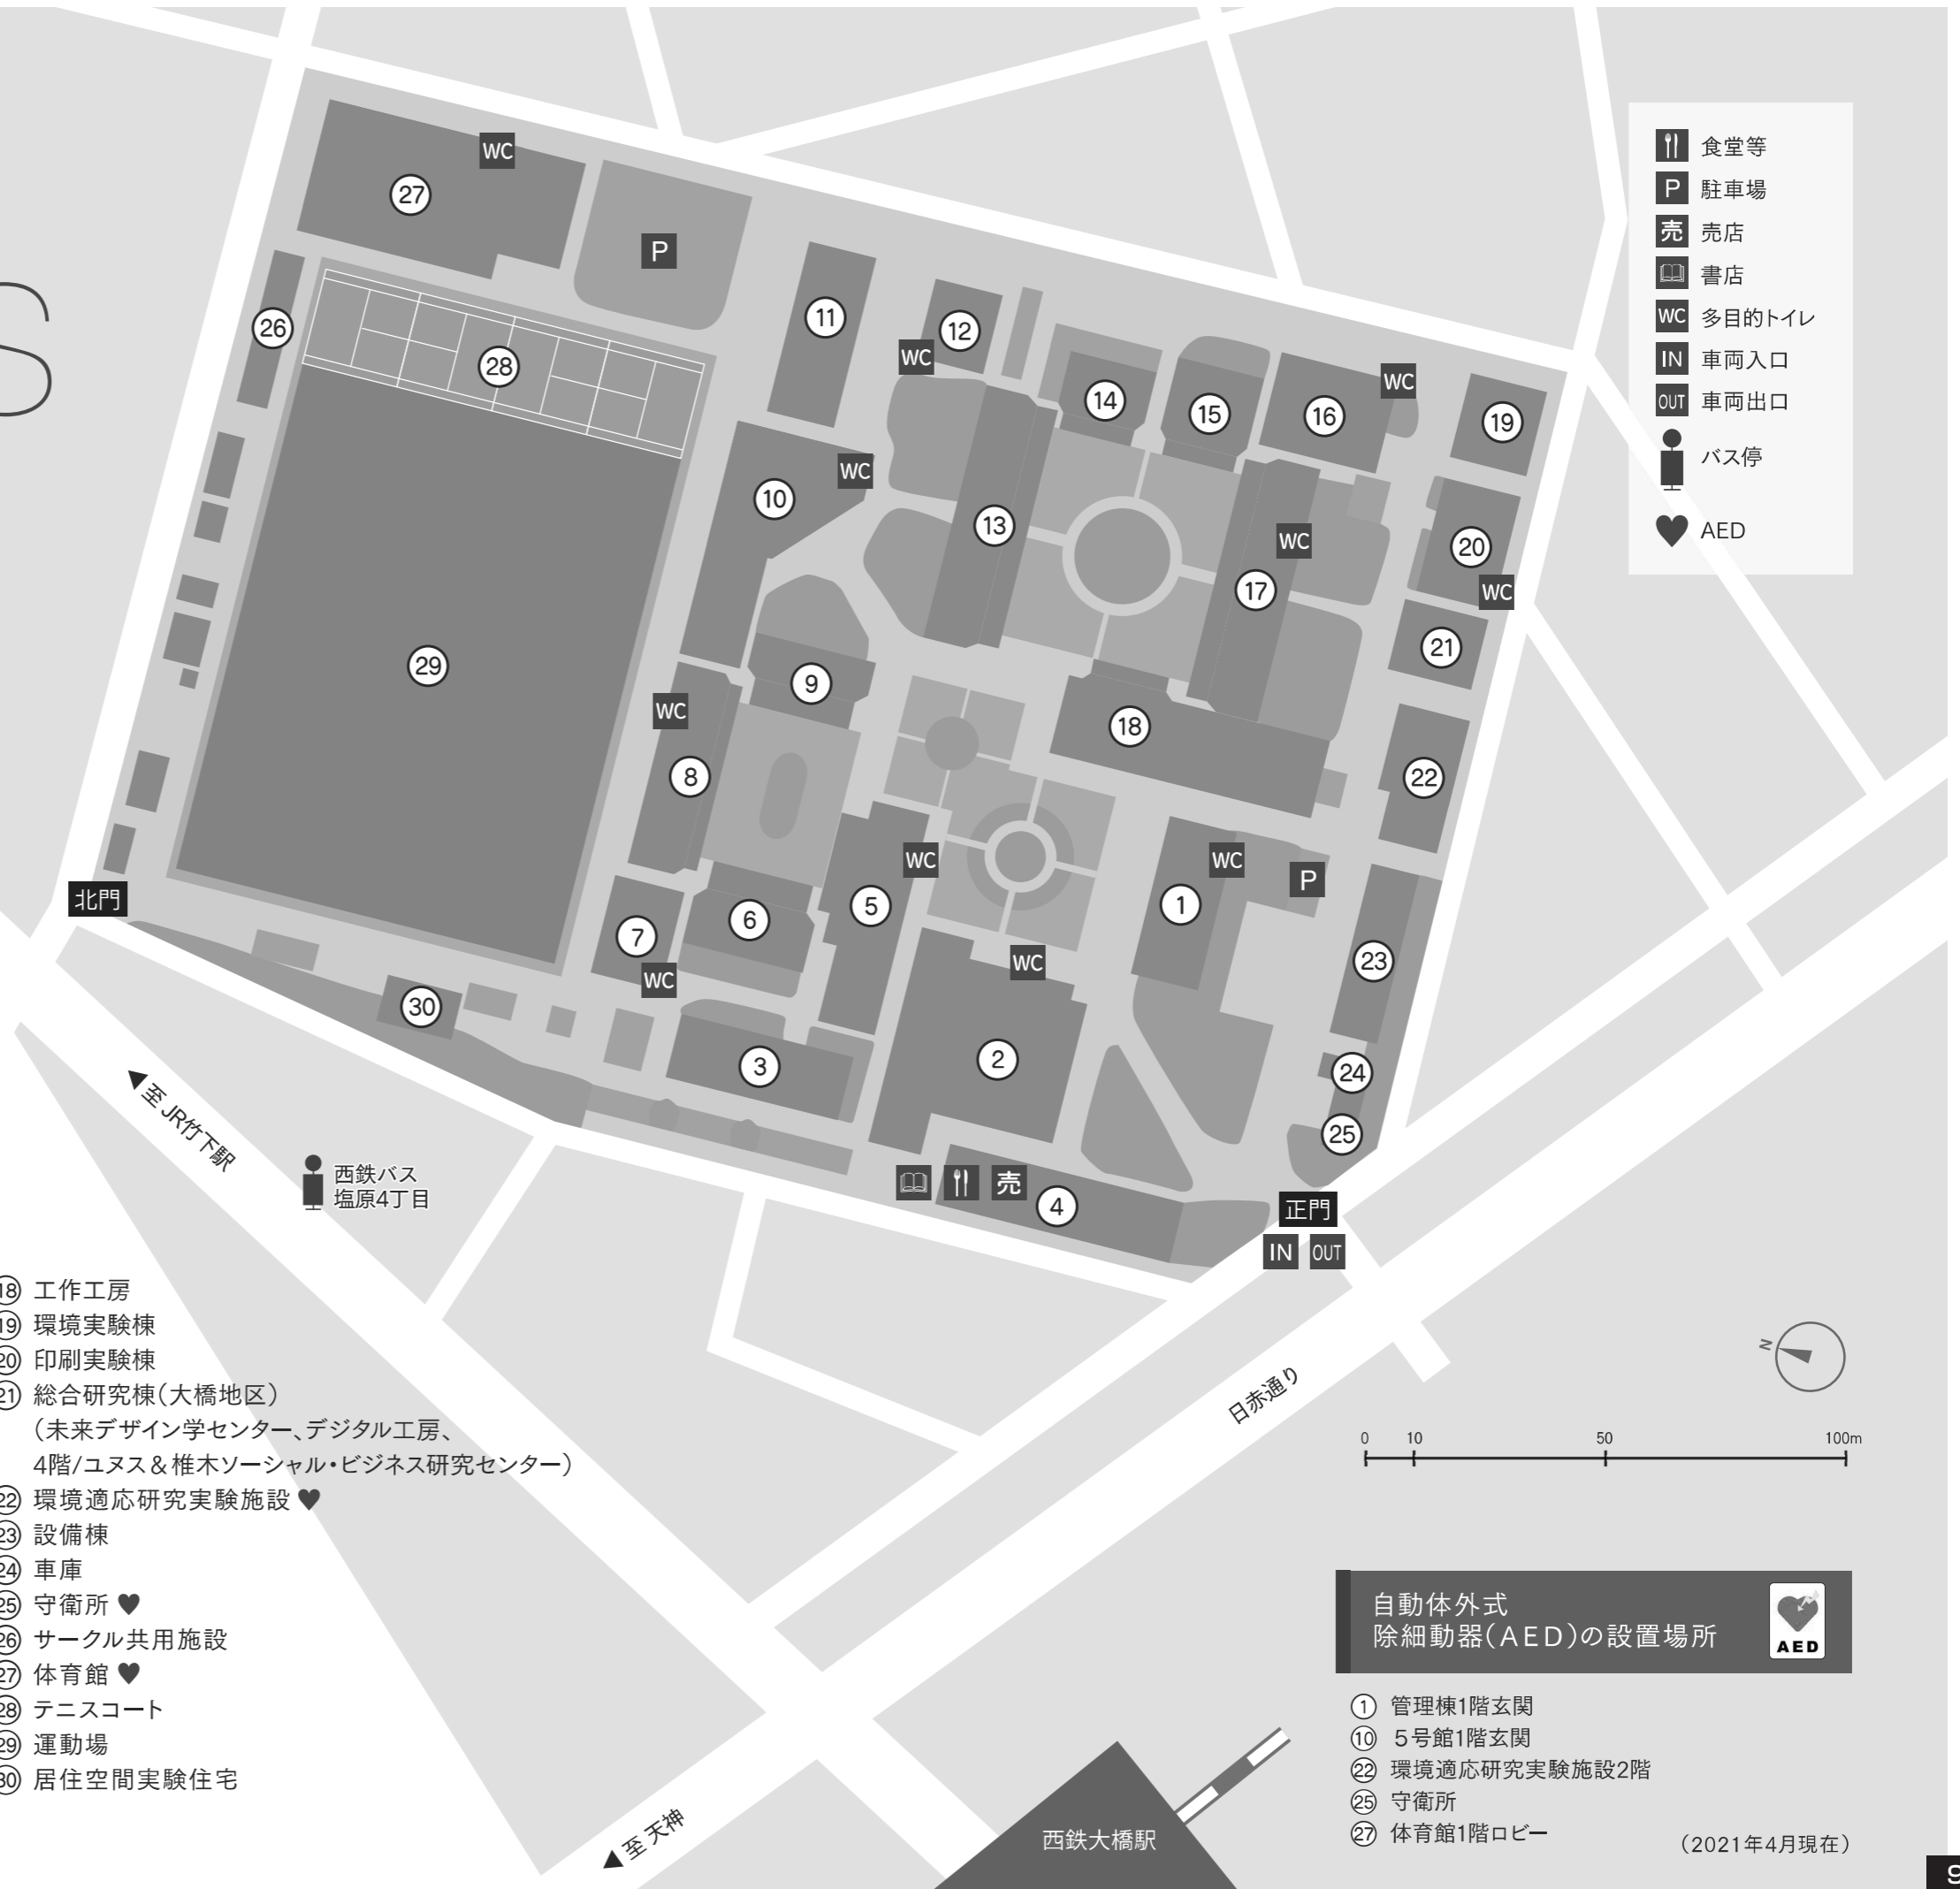 S
WC
27
P
26
28
11
12
WC
14
15
16
WC
19
10
WC
13
WC
17
20
WC
21
29
9
WC
18
8
22
WC
5
WC
1
P
北門
7
6
WC
WC
23
30
3
2
24
25
売
4
正門
IN OUT
至 JR竹下駅
西鉄バス
塩原4丁目
食堂等
P 駐車場
売 売店
書店
WC 多目的トイレ
IN 車両入口
OUT 車両出口
バス停
AED
⑱ 工作工房
⑲ 環境実験棟
⑳ 印刷実験棟
㉑ 総合研究棟(大橋地区)
(未来デザイン学センター、デジタル工房、
4階/ユヌス&椎木ソーシャル・ビジネス研究センター)
㉒ 環境適応研究実験施設 ♥
㉓ 設備棟
㉔ 車庫
㉕ 守衛所 ♥
㉖ サークル共用施設
㉗ 体育館 ♥
㉘ テニスコート
㉙ 運動場
㉚ 居住空間実験住宅
日赤通り
N
0 10 50 100m
至 天神
西鉄大橋駅
自動体外式
除細動器(AED)の設置場所
AED
① 管理棟1階玄関
⑩ 5号館1階玄関
㉒ 環境適応研究実験施設2階
㉕ 守衛所
㉗ 体育館1階ロビー
(2021年4月現在)
9